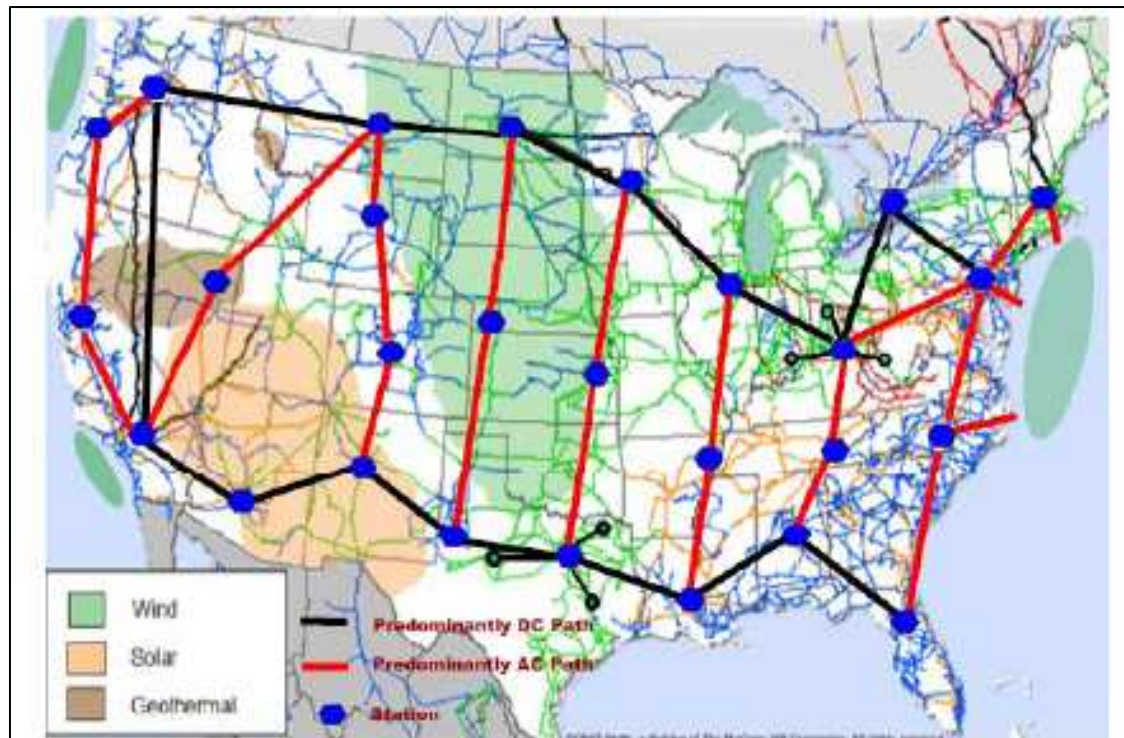 Wind
Solar
Geothermal
Predominantly DC Path
Predominantly AC Path
Station